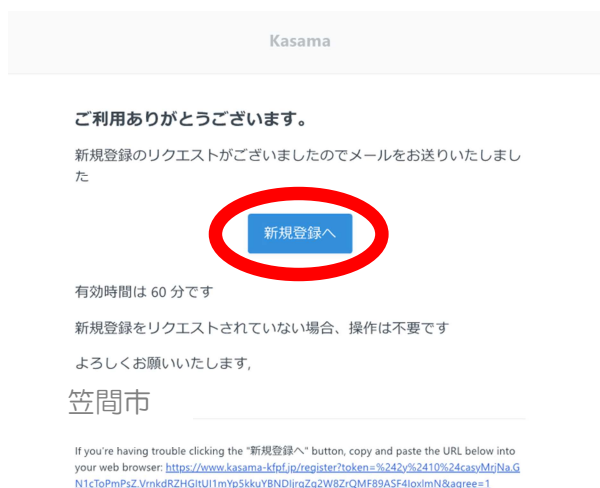 Kasama
ご利用ありがとうございます。
新規登録のリクエストがございましたのでメールをお送りいたしまし
た
新規登録へ
有効時間は 60 分です
新規登録をリクエストされていない場合、操作は不要です
よろしくお願いいたします,
笠間市
If you're having trouble clicking the "新規登録へ" button, copy and paste the URL below into
your web browser: https://www.kasama-kfpf.jp/register?token=%242y%2410%24casyMrjNa.G
N1cToPmPsZ.VrnkdRZHGItUI1mYp5kkuYBNDIjrqZq2W8ZrQMF89ASF4IoxlmN&agree=1